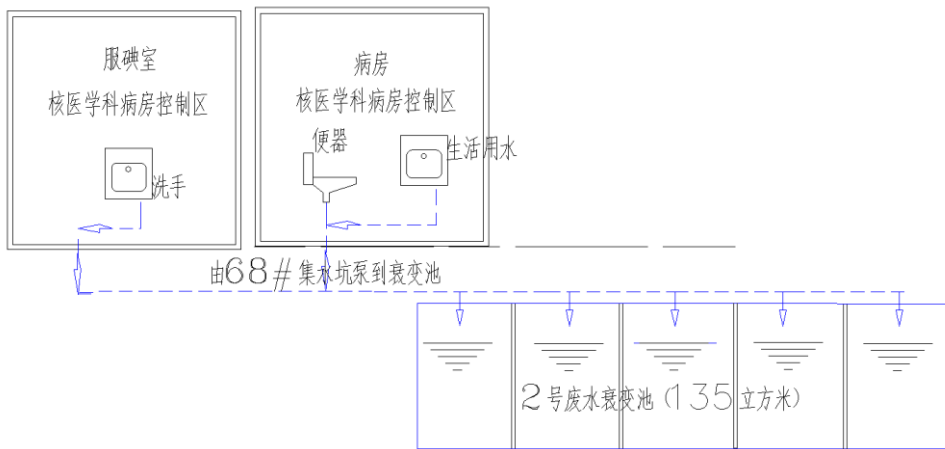 服碘室
核医学科病房控制区
洗手
病房
核医学科病房控制区
便器
生活用水
由68#集水坑泵到衰变池
2号废水衰变池(135立方米)